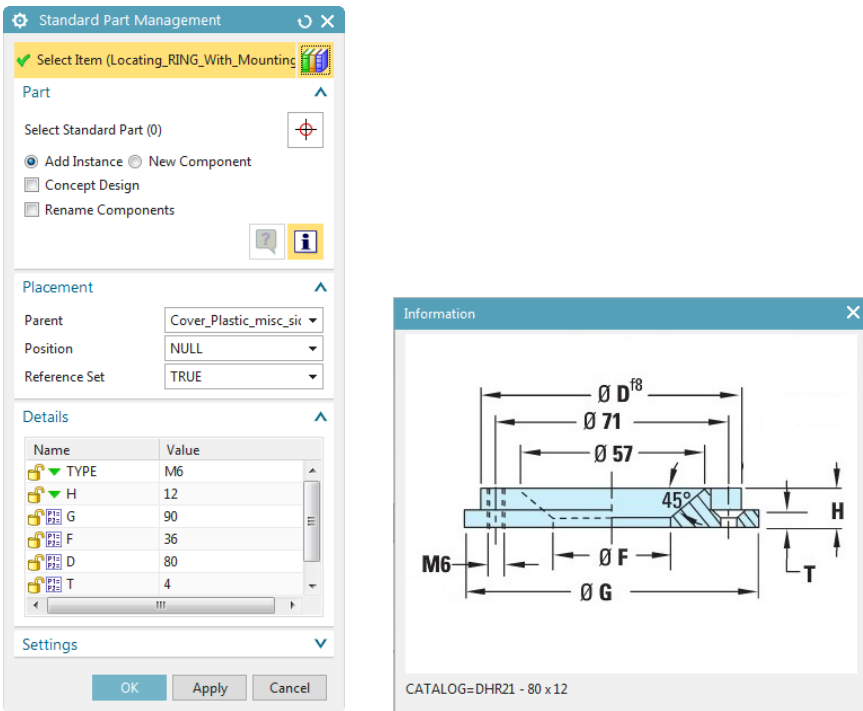 Standard Part Management
Select Item (Locating_RING_With_Mounting
Part
Select Standard Part (0)
Add Instance New Component
Concept Design
Rename Components
Placement
Parent Cover_Plastic_misc_sic
Position NULL
Reference Set TRUE
Details
Name Value
TYPE M6
H 12
G 90
F 36
D 80
T 4
Settings
OK Apply Cancel
Information
Ø D f8
Ø 71
Ø 57
45°
H
M6
Ø F
T
Ø G
CATALOG=DHR21 - 80 x 12